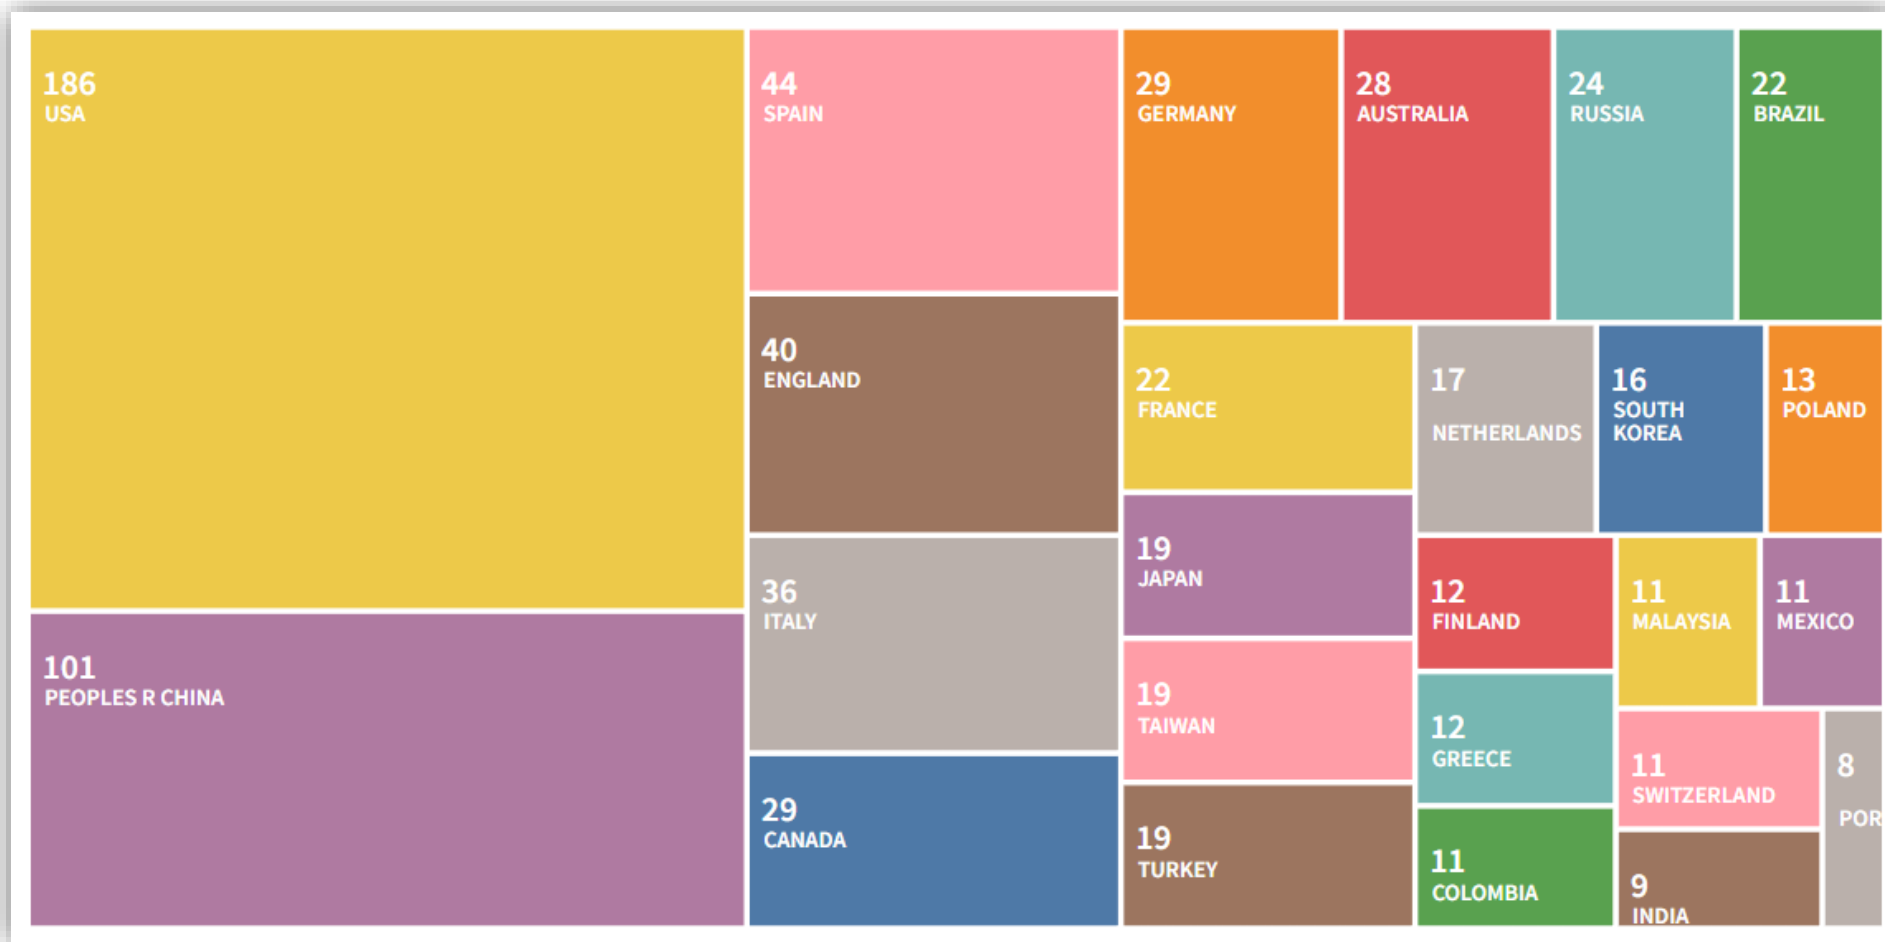 186
USA
101
PEOPLES R CHINA
44
SPAIN
40
ENGLAND
36
ITALY
29
CANADA
29
GERMANY
28
AUSTRALIA
24
RUSSIA
22
BRAZIL
22
FRANCE
19
JAPAN
19
TAIWAN
19
TURKEY
17
NETHERLANDS
16
SOUTH
KOREA
13
POLAND
12
FINLAND
12
GREECE
11
COLOMBIA
11
MALAYSIA
11
MEXICO
11
SWITZERLAND
9
INDIA
8
POR